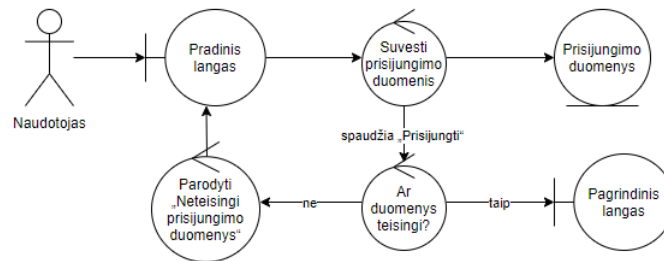 Naudotojas
Pradinis
langas
Suvesti
prisijungimo
duomenis
Prisijungimo
duomenys
spaudžia „Prisijungti“
Parodyti
„Neteisingi
prisijungimo
duomenys“
ne
Ar
duomenys
teisingi?
taip
Pagrindinis
langas